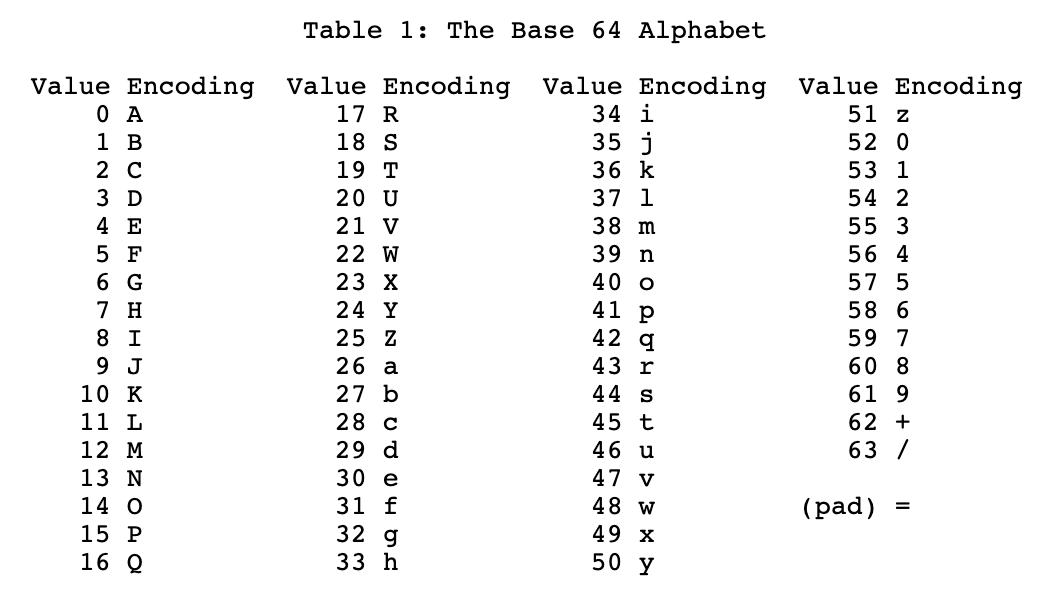 Table 1: The Base 64 Alphabet
Value Encoding Value Encoding Value Encoding Value Encoding
0 A 17 R 34 i 51 z
1 B 18 S 35 j 52 0
2 C 19 T 36 k 53 1
3 D 20 U 37 l 54 2
4 E 21 V 38 m 55 3
5 F 22 W 39 n 56 4
6 G 23 X 40 o 57 5
7 H 24 Y 41 p 58 6
8 I 25 Z 42 q 59 7
9 J 26 a 43 r 60 8
10 K 27 b 44 s 61 9
11 L 28 c 45 t 62 +
12 M 29 d 46 u 63 /
13 N 30 e 47 v
14 O 31 f 48 w (pad) =
15 P 32 g 49 x
16 Q 33 h 50 y